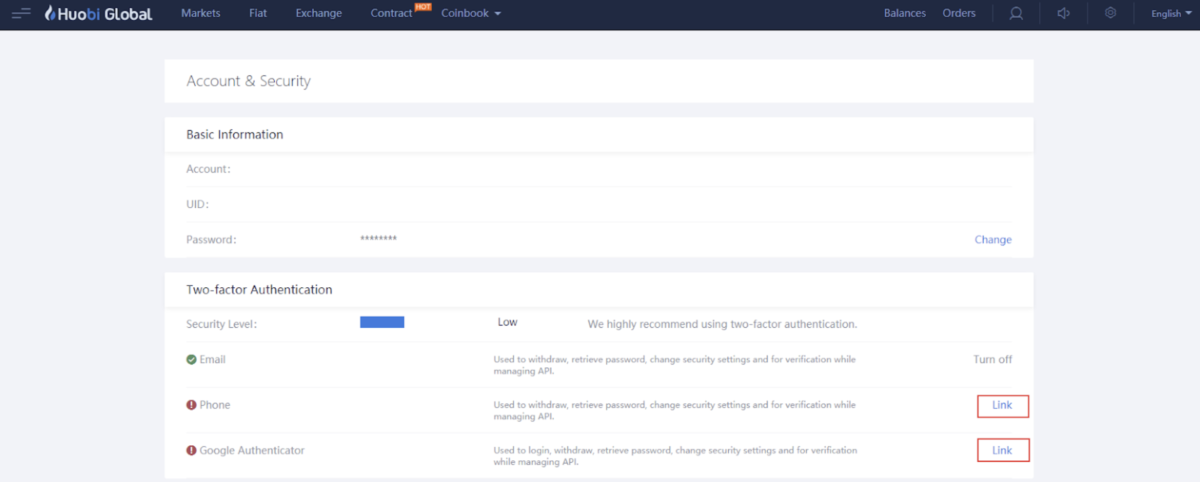 Huobi Global Markets Fiat Exchange Contract HOT Coinbook Balances Orders English
Account & Security
Basic Information
Account:
UID:
Password: ******** Change
Two-factor Authentication
Security Level: Low We highly recommend using two-factor authentication.
Email Used to withdraw, retrieve password, change security settings and for verification while Turn off
managing API.
Phone Used to withdraw, retrieve password, change security settings and for verification while Link
managing API.
Google Authenticator Used to login, withdraw, retrieve password, change security settings and for verification Link
while managing API.